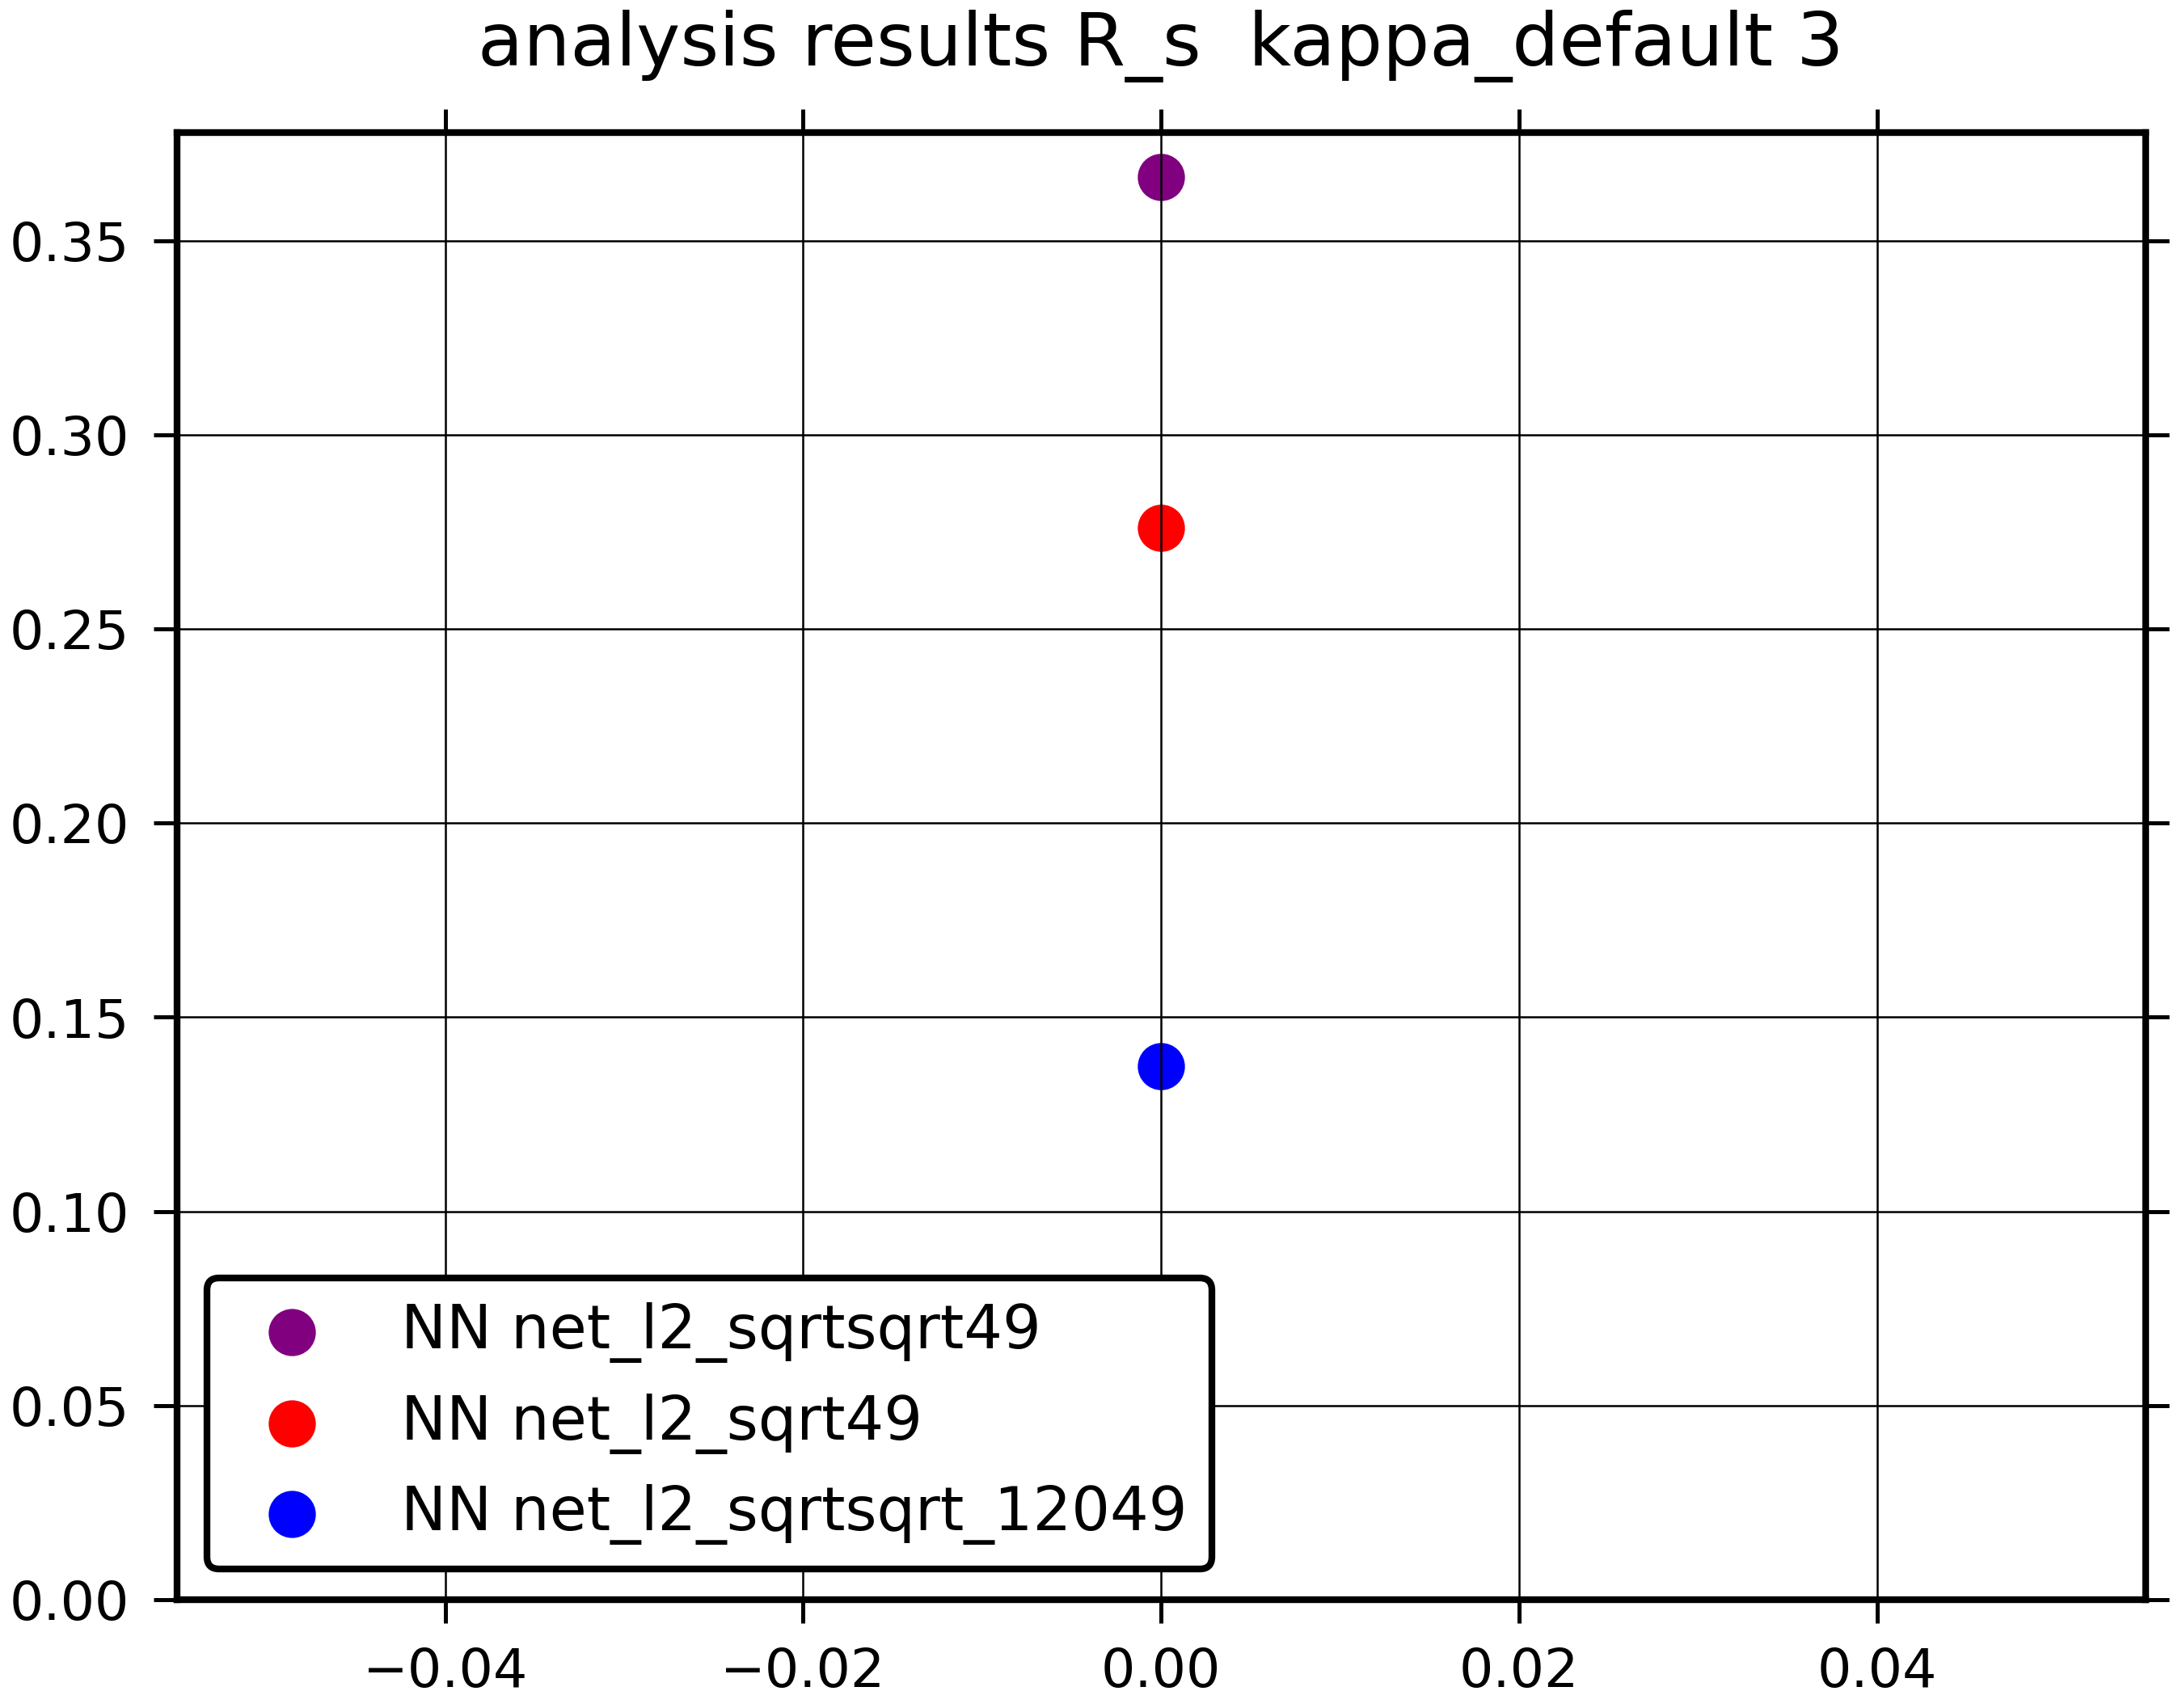 analysis results R_s  kappa_default 3
0.35
0.30
0.25
0.20
0.15
0.10
0.05
0.00
NN net_l2_sqrtsqrt49
NN net_l2_sqrt49
NN net_l2_sqrtsqrt_12049
−0.04 −0.02 0.00 0.02 0.04